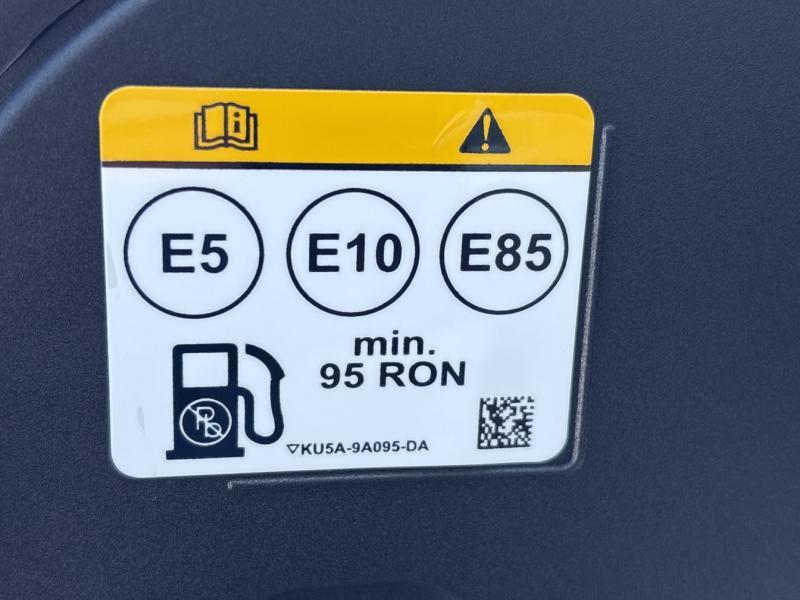 E5 E10 E85
min.
95 RON
Pb
KU5A-9A095-DA